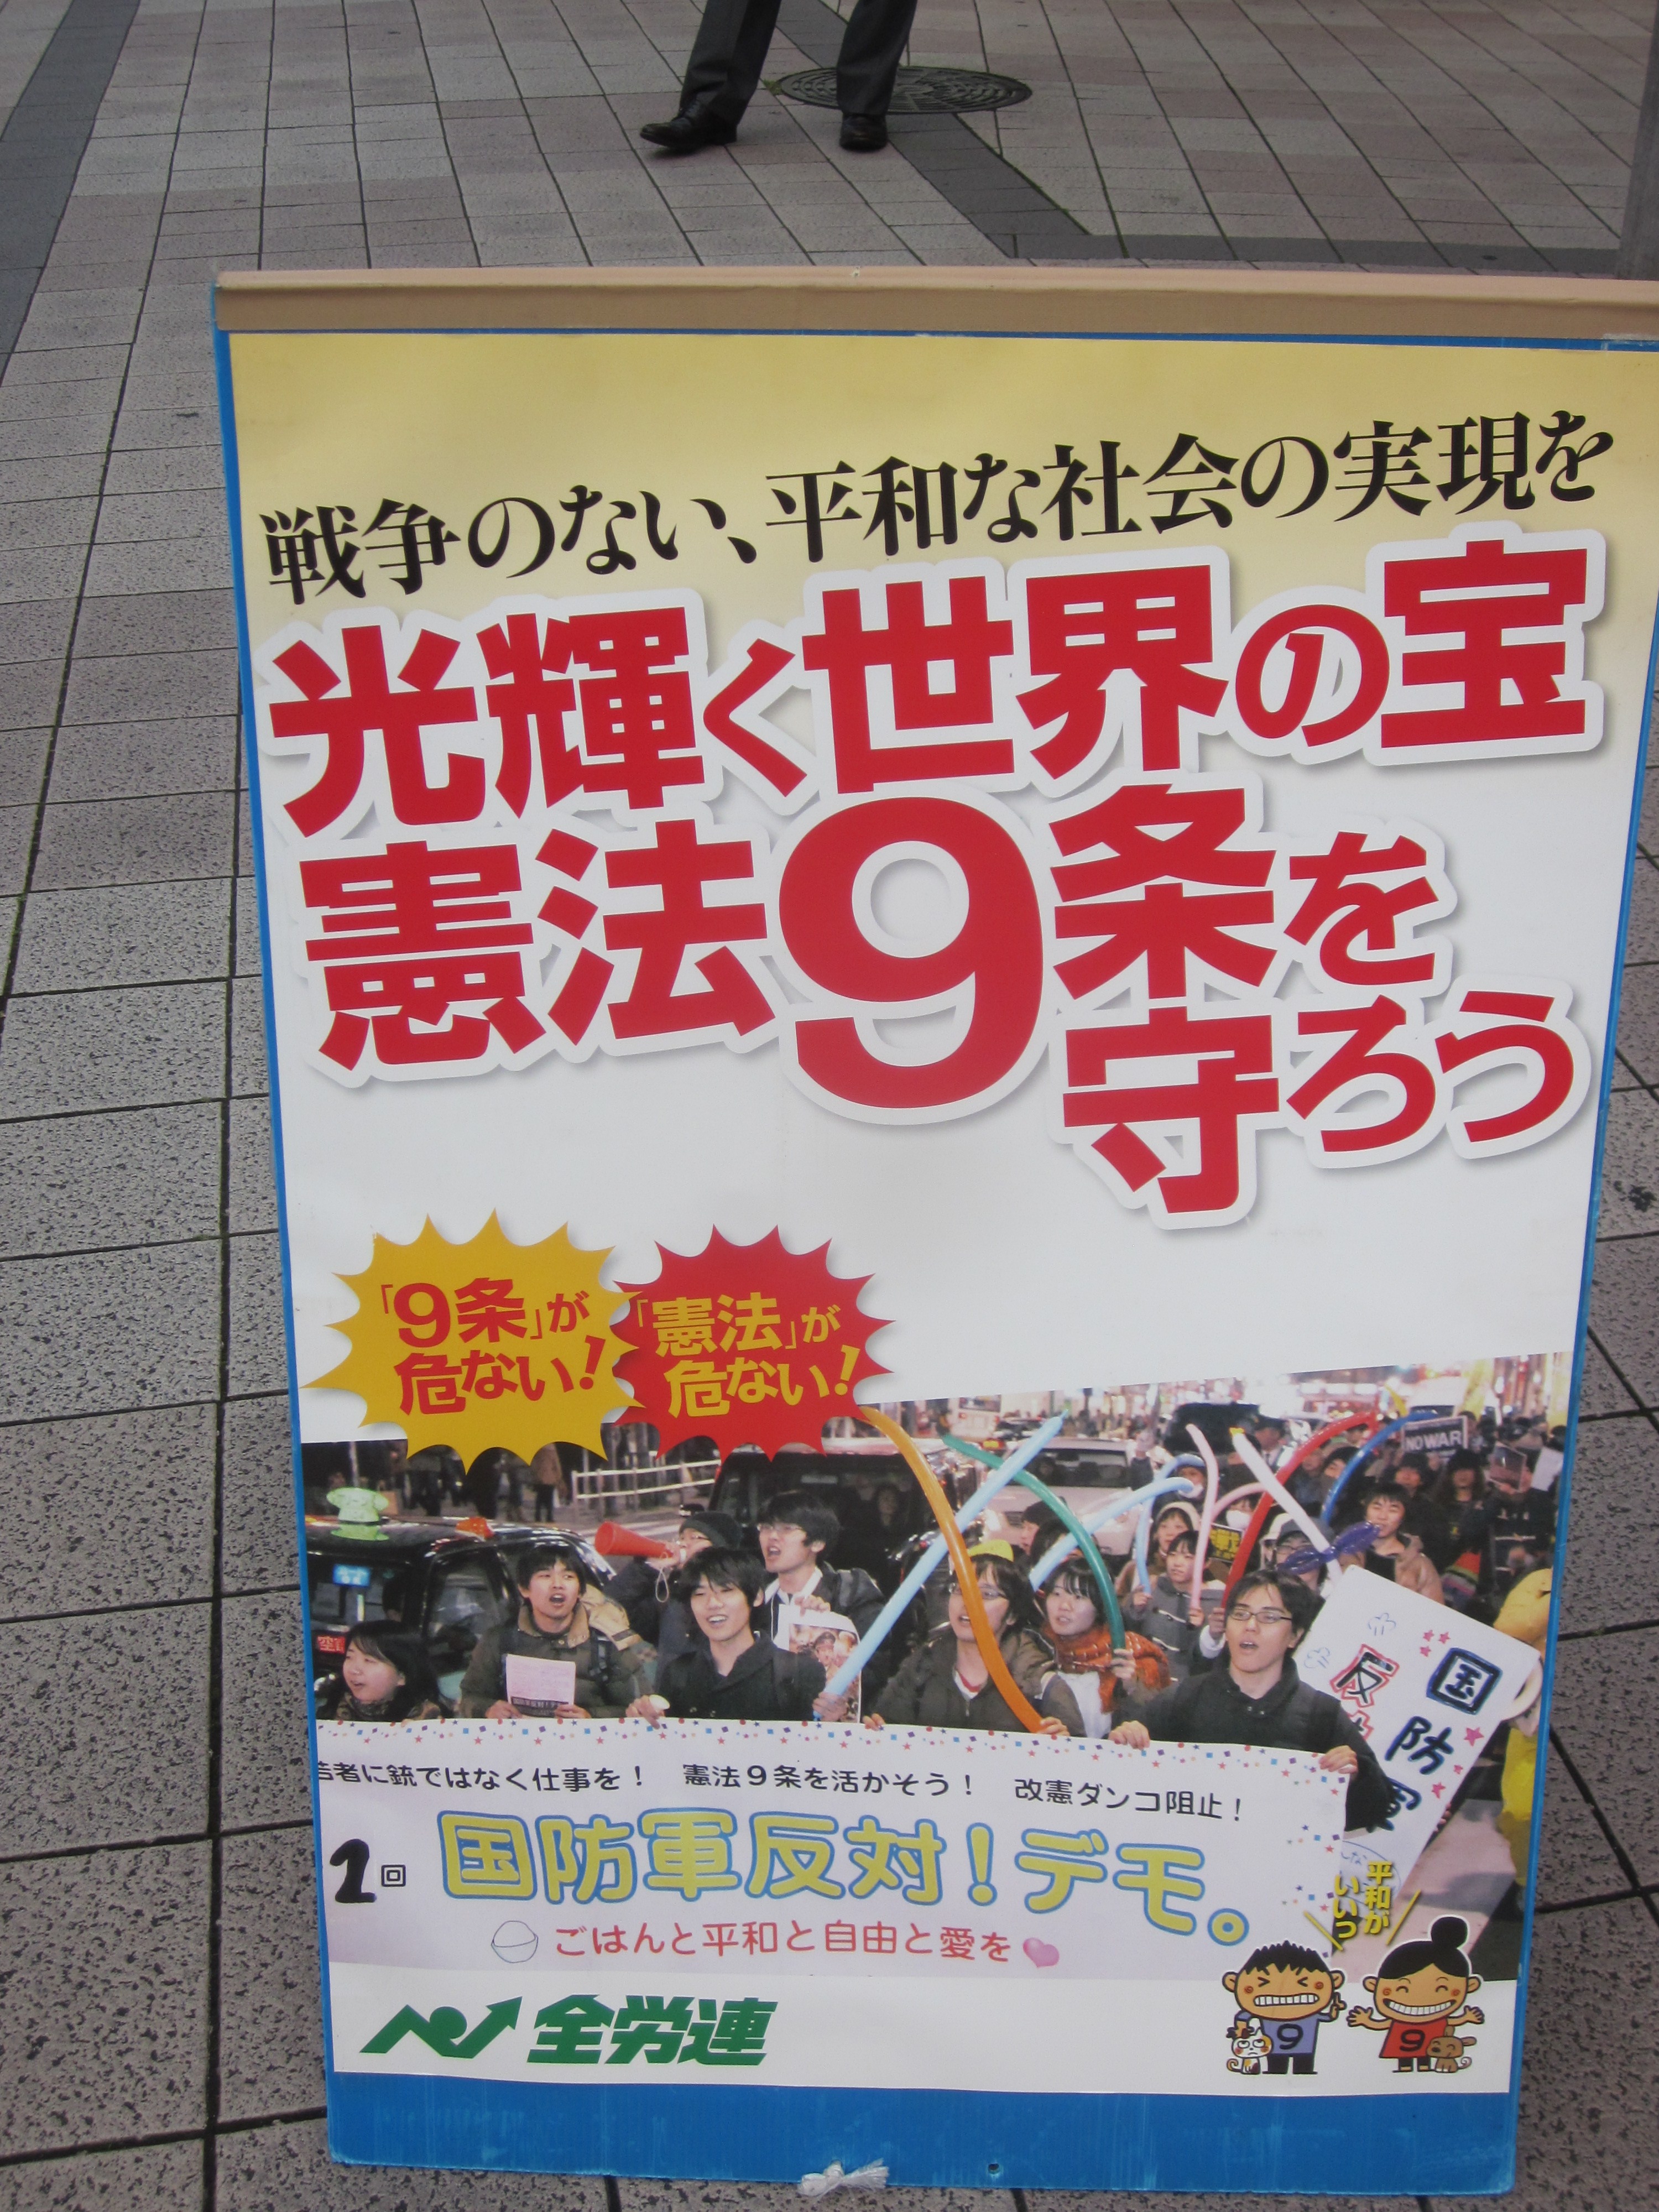 戦争のない、平和な社会の実現を
光輝く世界の宝
憲法9条を
守ろう
「9条」が
危ない!
「憲法」が
危ない!
NO WAR
国防軍
反
者に銃ではなく仕事を！　憲法９条を活かそう！　改憲ダンコ阻止！
1回
国防軍反対！デモ。
ごはんと平和と自由と愛を
平和が
いいっ
全労連
9
9